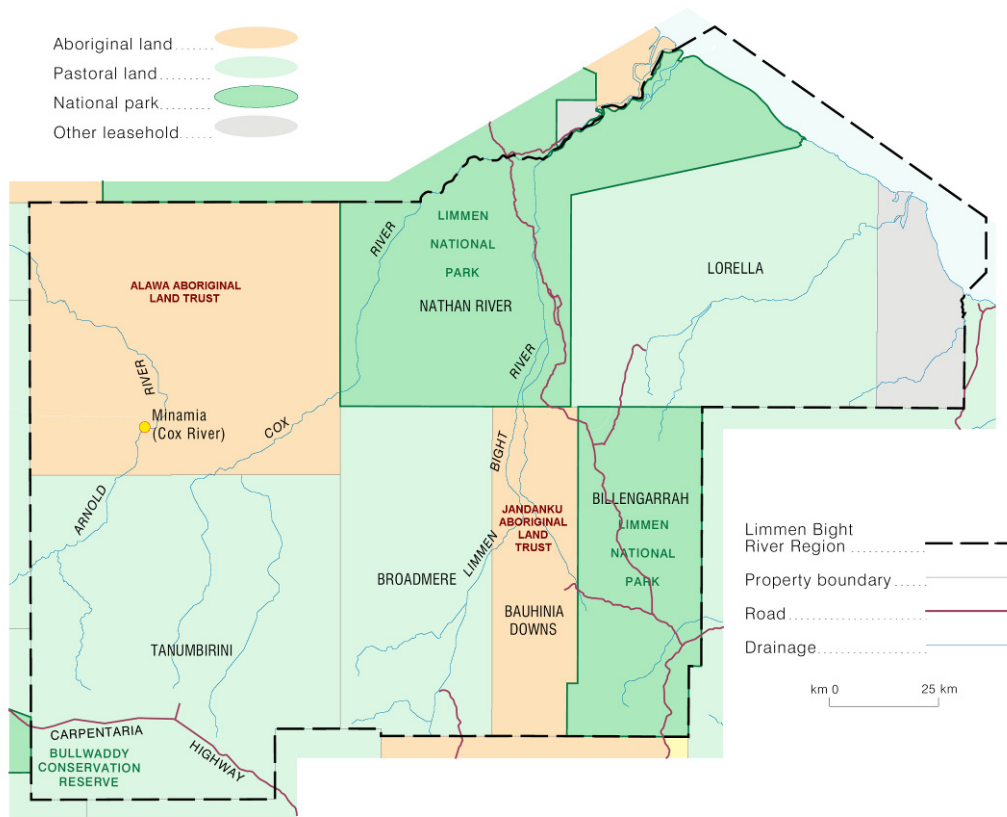 Aboriginal land
Pastoral land
National park
Other leasehold
LIMMEN
NATIONAL
PARK
NATHAN RIVER
RIVER
LORELLA
ALAWA ABORIGINAL
LAND TRUST
RIVER
RIVER
Minamia
(Cox River)
COX
ARNOLD
BIGHT
LIMMEN
JANDANKU
ABORIGINAL
LAND
TRUST
BILLENGARRAH
LIMMEN
NATIONAL
PARK
BROADMERE
BAUHINIA
DOWNS
TANUMBIRINI
CARPENTARIA
HIGHWAY
BULLWADDY
CONSERVATION
RESERVE
Limmen Bight
River Region
Property boundary
Road
Drainage
km 0 25 km